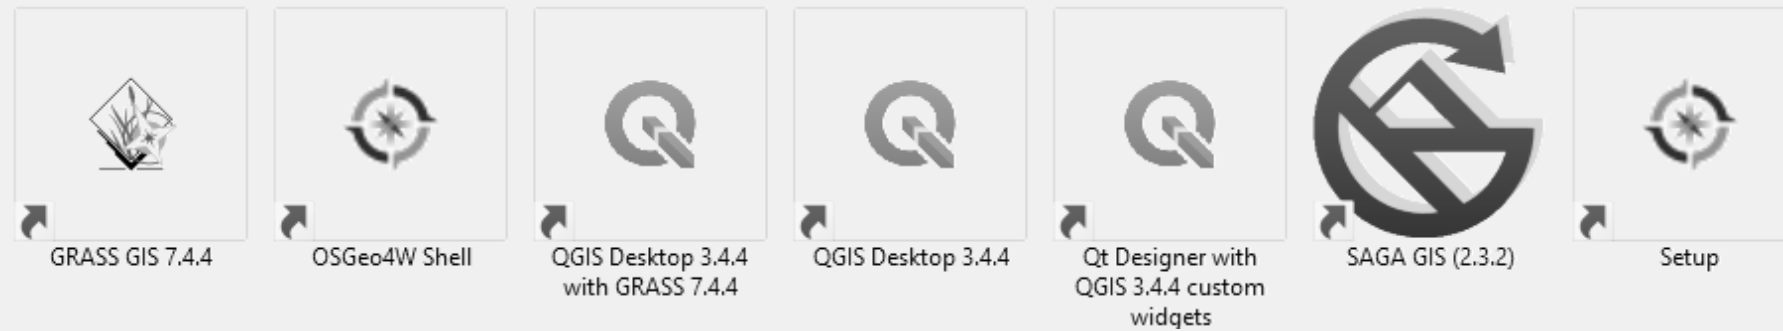 GRASS GIS 7.4.4
OSGeo4W Shell
QGIS Desktop 3.4.4
with GRASS 7.4.4
QGIS Desktop 3.4.4
Qt Designer with
QGIS 3.4.4 custom
widgets
SAGA GIS (2.3.2)
Setup